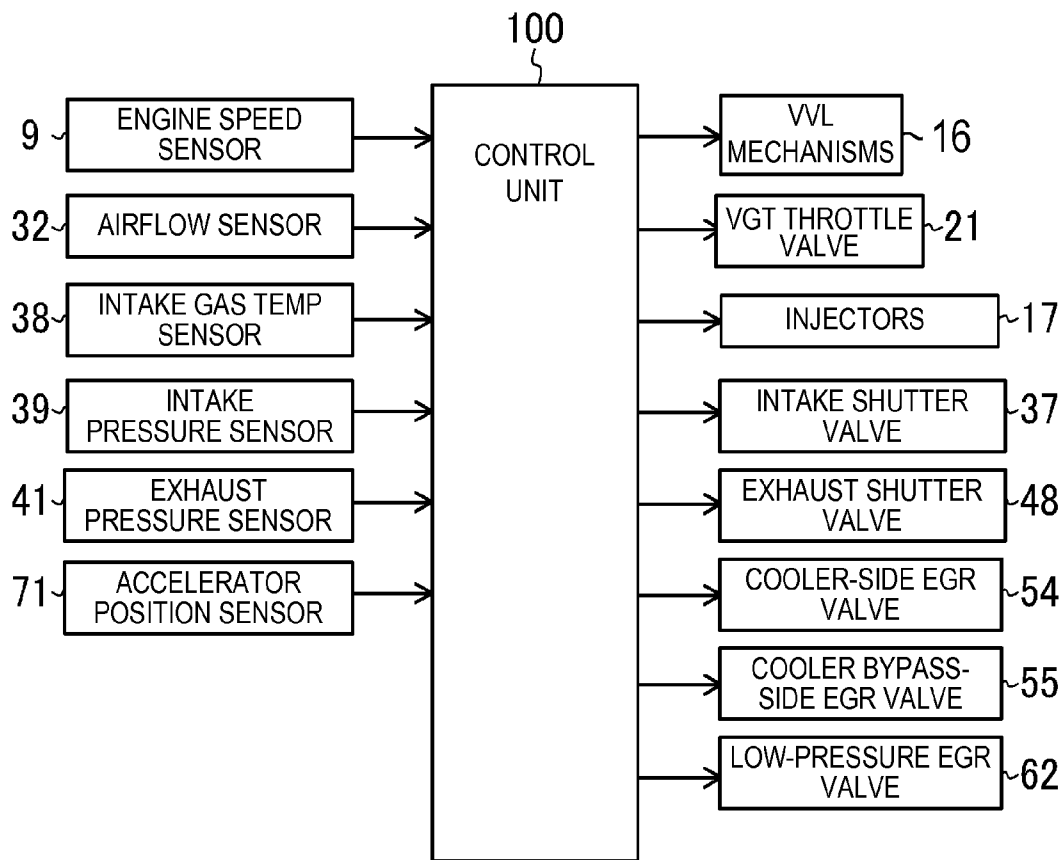 100
9
ENGINE SPEED
SENSOR
32
AIRFLOW SENSOR
38
INTAKE GAS TEMP
SENSOR
39
INTAKE
PRESSURE SENSOR
41
EXHAUST
PRESSURE SENSOR
71
ACCELERATOR
POSITION SENSOR
CONTROL
UNIT
VVL
MECHANISMS
16
VGT THROTTLE
VALVE
21
INJECTORS
17
INTAKE SHUTTER
VALVE
37
EXHAUST SHUTTER
VALVE
48
COOLER-SIDE EGR
VALVE
54
COOLER BYPASS-
SIDE EGR VALVE
55
LOW-PRESSURE EGR
VALVE
62